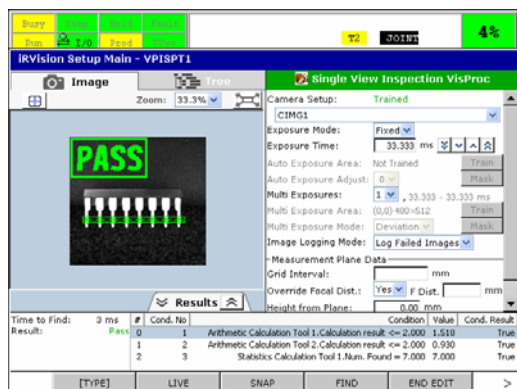 Busy Step Hold Fault
Run I/O Prod TCyc
T2 JOINT 4%
iRVision Setup Main - VPISPT1
Image Tree
Zoom: 33.3%
PASS
Results
Single View Inspection VisProc
Camera Setup: Trained
CIMG1
Exposure Mode: Fixed
Exposure Time: 33.333 ms
Auto Exposure Area: Not Trained Train
Auto Exposure Adjust: 0 Mask
Multi Exposures: 1 , 33.333 - 33.333 ms
Multi Exposure Area: (0,0) 480×512 Train
Multi Exposure Mode: Deviation Mask
Image Logging Mode: Log Failed Images
Measurement Plane Data
Grid Interval: mm
Override Focal Dist.: Yes F Dist. mm
Height from Plane: 0.00 mm
Time to Find: 3 ms
Result: Pass
# Cond. No Condition Value Cond. Result
0 1 Arithmetic Calculation Tool 1.Calculation result <= 2.000 1.510 True
1 2 Arithmetic Calculation Tool 2.Calculation result <= 2.000 0.930 True
2 3 Statistics Calculation Tool 1.Num. Found = 7.000 7.000 True
[TYPE] LIVE SNAP FIND END EDIT >